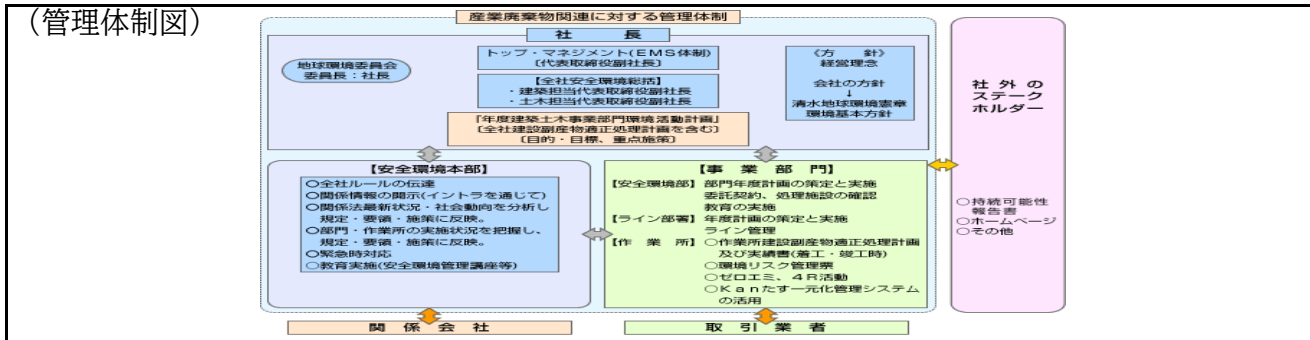 (管理体制図)
産業廃棄物関連に対する管理体制
社 長
地球環境委員会
委員長:社長
トップ・マネジメント(EMS体制)
〔代表取締役副社長〕
【全社安全環境総括】
・建築担当代表取締役副社長
・土木担当代表取締役副社長
《方 針》
経営理念
会社の方針
↓
清水地球環境憲章
環境基本方針
「年度建築土木事業部門環境活動計画」
〔全社建設副産物適正処理計画を含む〕
〔目的・目標、重点施策〕
【安全環境本部】
○全社ルールの伝達
○関係情報の開示(イントラを通じて)
○関係法最新状況・社会動向を分析し
規定・要領・施策に反映。
○部門・作業所の実施状況を把握し、
規定・要領・施策に反映。
○緊急時対応
○教育実施(安全環境管理講座等)
【事 業 部 門】
【安全環境部】部門年度計画の策定と実施
委託契約、処理施設の確認
教育の実施
【ライン部署】年度計画の策定と実施
ライン管理
【作 業 所】○作業所建設副産物適正処理計画
及び実績書(着工・竣工時)
○環境リスク管理票
○ゼロエミ、4R活動
○Kanたす一元化管理システム
の活用
社 外 の
ステーク
ホルダー
○持続可能性
報告書
○ホームページ
○その他
関 係 会 社
取 引 業 者